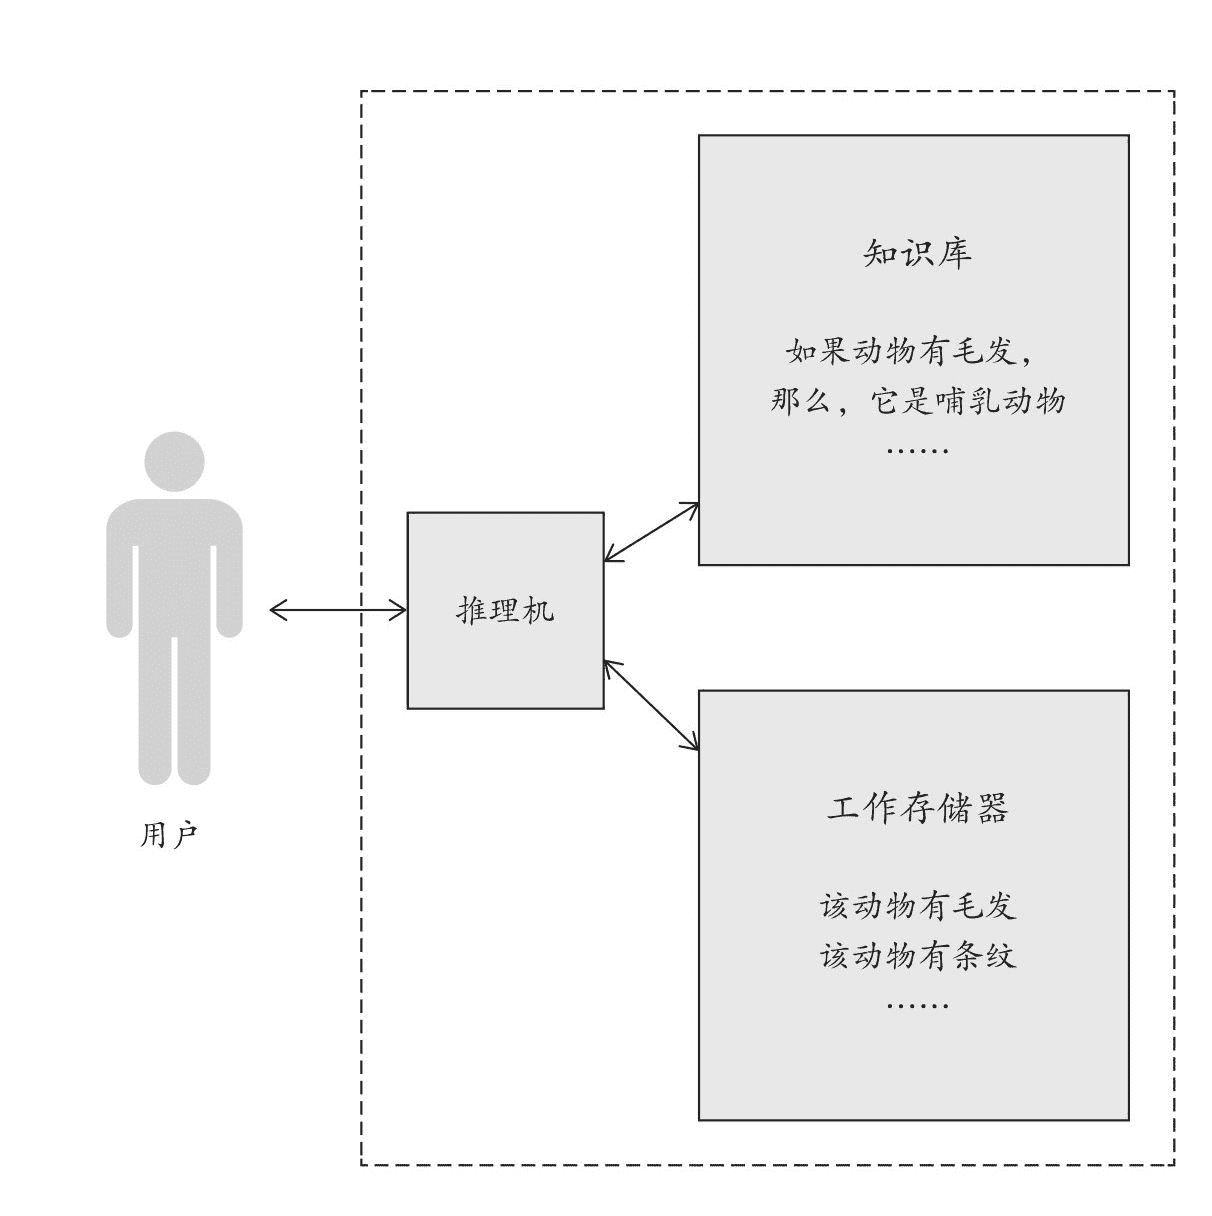 知识库
如果动物有毛发，
那么，它是哺乳动物
……
推理机
用户
工作存储器
该动物有毛发
该动物有条纹
……